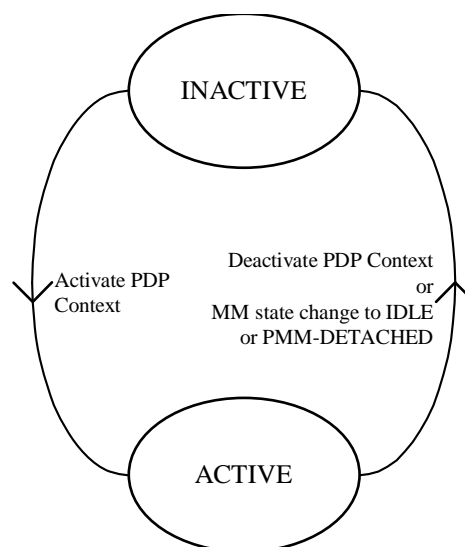 INACTIVE
Activate PDP
Context
Deactivate PDP Context
or
MM state change to IDLE
or PMM-DETACHED
ACTIVE